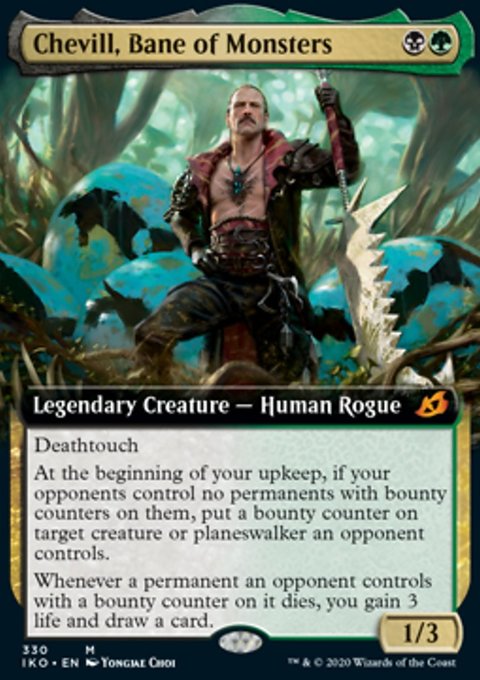 Chevill, Bane of Monsters
Legendary Creature — Human Rogue
Deathtouch
At the beginning of your upkeep, if your
opponents control no permanents with bounty
counters on them, put a bounty counter on
target creature or planeswalker an opponent
controls.
Whenever a permanent an opponent controls
with a bounty counter on it dies, you gain 3
life and draw a card.
1/3
330 M
IKO • EN Yongjae Choi
™ & © 2020 Wizards of the Coast